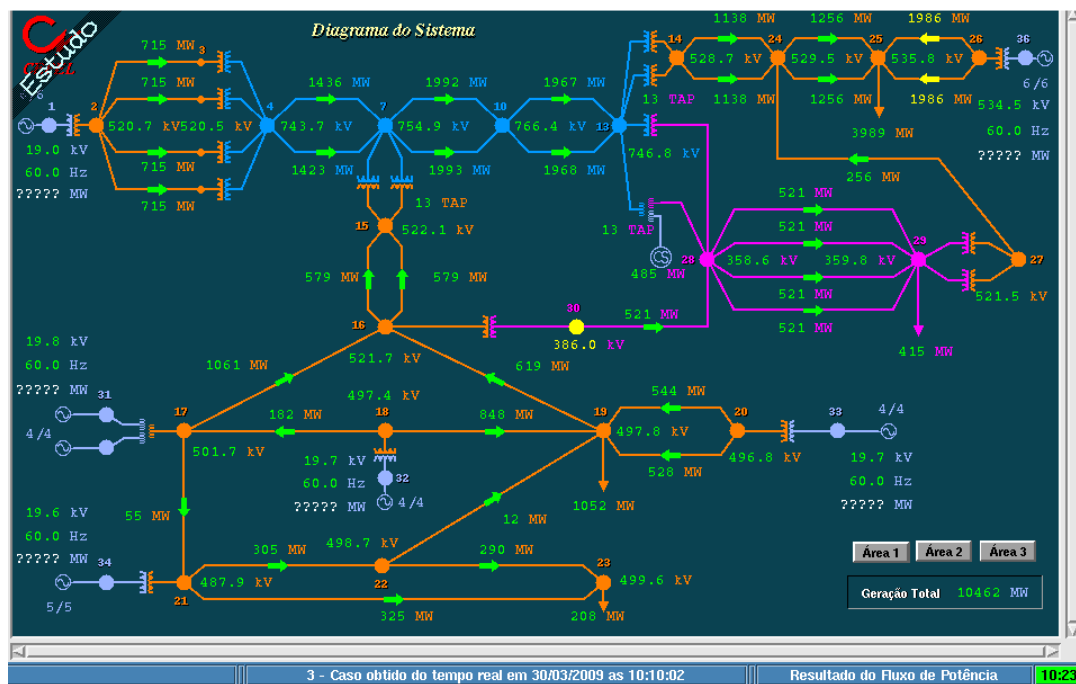 Diagrama do Sistema
Estudo
715 MW
715 MW
715 MW
715 MW
1
2
3
4
520.7 kV
520.5 kV
743.7 kV
19.0 kV
60.0 Hz
????? MW
1436 MW
1423 MW
7
754.9 kV
1992 MW
1993 MW
10
766.4 kV
1967 MW
1968 MW
13
746.8 kV
13 TAP
13 TAP
13 TAP
14
528.7 kV
1138 MW
1138 MW
24
529.5 kV
1256 MW
1256 MW
25
535.8 kV
3989 MW
1986 MW
1986 MW
26
36
6/6
534.5 kV
60.0 Hz
????? MW
256 MW
15
522.1 kV
579 MW
579 MW
16
521.7 kV
CS
485 MW
28
358.6 kV
521 MW
521 MW
521 MW
521 MW
29
359.8 kV
415 MW
27
521.5 kV
30
386.0 kV
521 MW
19.8 kV
60.0 Hz
????? MW
31
4/4
17
501.7 kV
1061 MW
619 MW
497.4 kV
18
182 MW
848 MW
19.7 kV
60.0 Hz
????? MW
32
4/4
19
497.8 kV
1052 MW
544 MW
528 MW
20
496.8 kV
33
4/4
19.7 kV
60.0 Hz
????? MW
55 MW
12 MW
19.6 kV
60.0 Hz
????? MW
34
5/5
21
487.9 kV
305 MW
498.7 kV
22
290 MW
325 MW
23
499.6 kV
208 MW
Área 1
Área 2
Área 3
Geração Total 10462 MW
3 - Caso obtido do tempo real em 30/03/2009 as 10:10:02
Resultado do Fluxo de Potência
10:23